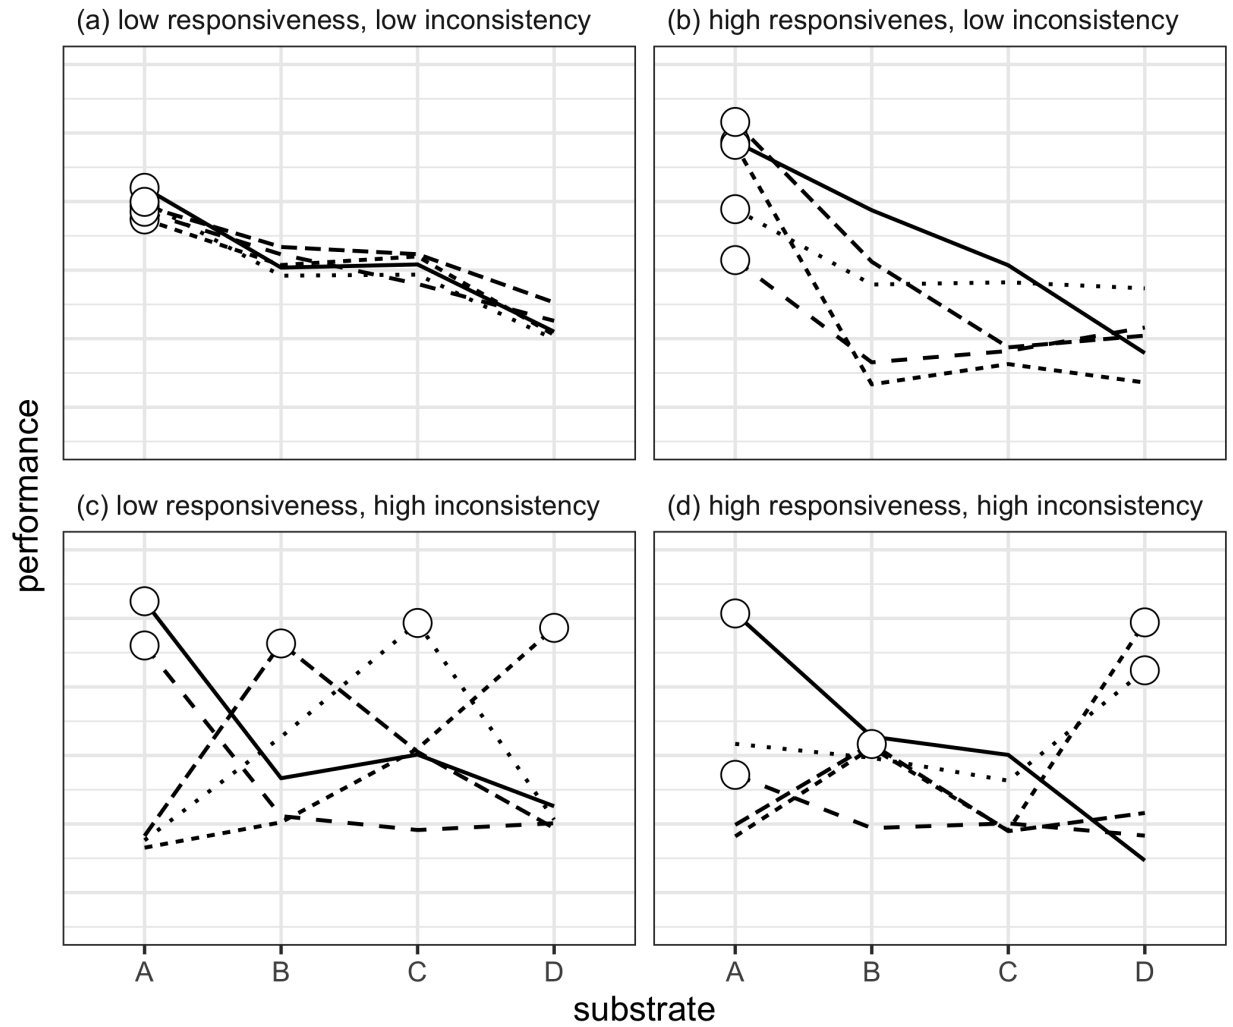 (a) low responsiveness, low inconsistency
(b) high responsivenes, low inconsistency
performance
(c) low responsiveness, high inconsistency
(d) high responsiveness, high inconsistency
A B C D
A B C D
substrate